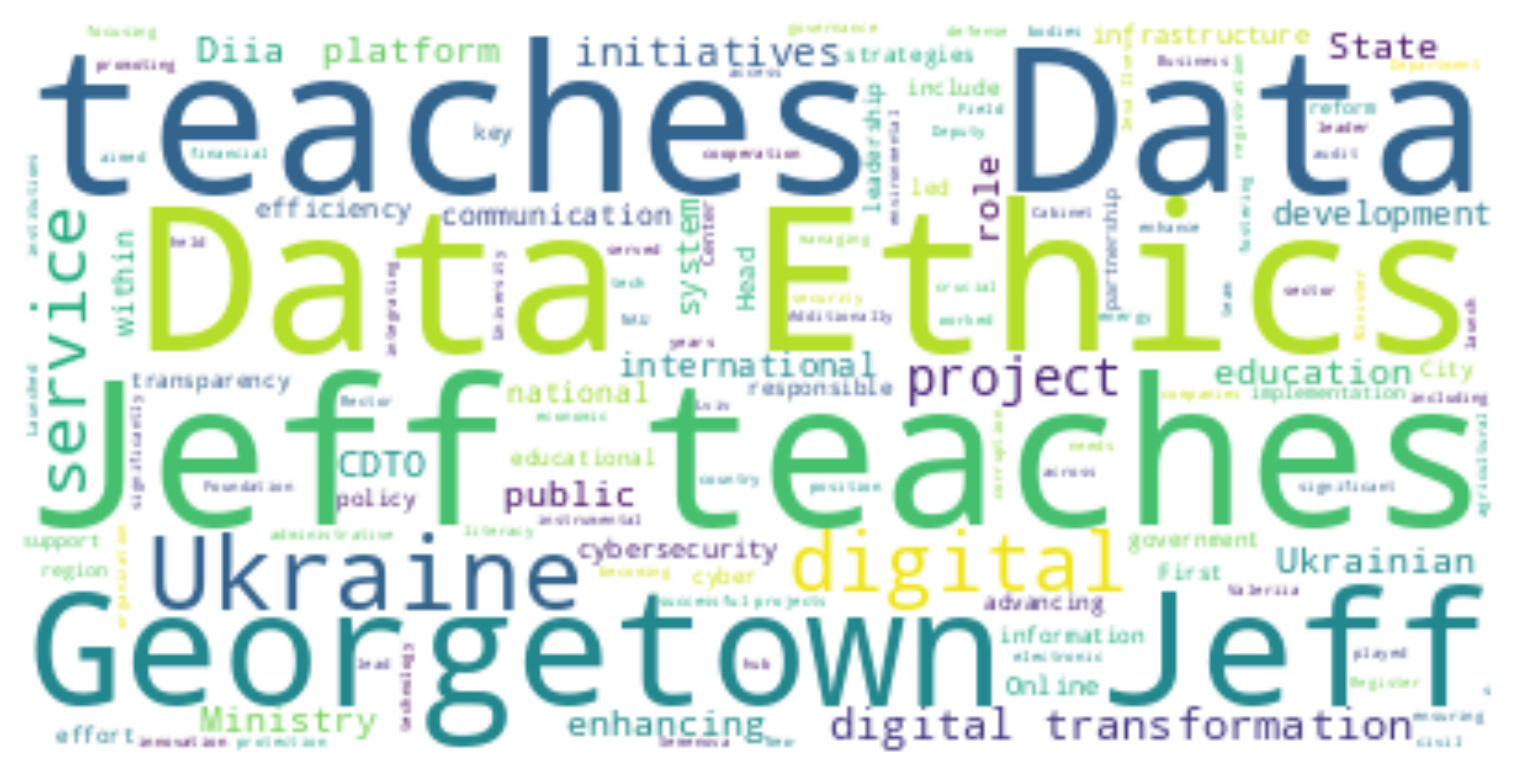 focusing
governance
defense
bodies
infrastructure
State
Diia
platform
initiatives
strategies
promoting
access
Business
Department
teaches Data
include
leadership
registration
Field
reform
key
Deputy
leader
aimed
financial
cooperation
audit
environmental
institutions
role
led
service
efficiency
communication
system
Center
Cabinet
partnership
development
fostering
enhance
within
held
served
managing
Data Ethics
integrating
University
Head
tech
crucial
sector
team
security
Additionally
worked
energy
Minister
launch
years
international
project
education
City
transparency
national
responsible
companies
implementation
including
launched
significantly
Rector
economic
Lviv
Jeff teaches
corruption
needs
agricultural
CDTO
educational
country
across
Foundation
policy
public
position
significant
instrumental
administrative
literacy
support
organization
Ukraine
cybersecurity
digital
government
Ukrainian
region
becoming
cyber
First
successful projects
advancing
Valeriia
Georgetown Jeff
information
lead
technology
hub
electronic
played
Online
Register
s
Ministry
enhancing
digital transformation
ensuring
effort
innovation
protection
civil